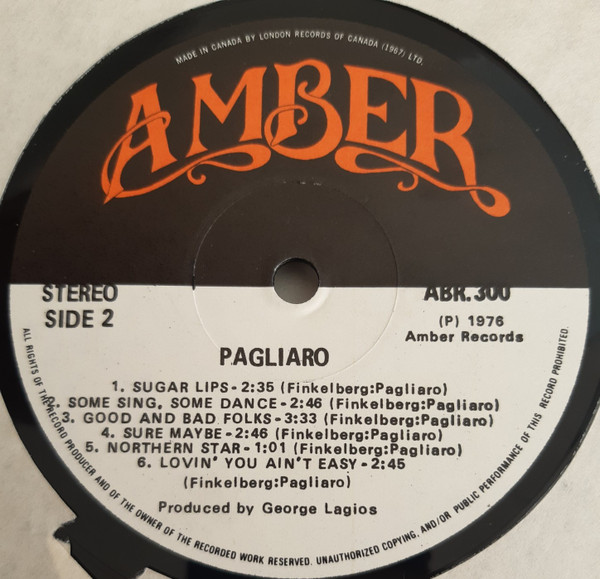 MADE IN CANADA BY LONDON RECORDS OF CANADA (1967) LTD.
AMBER
STEREO
SIDE 2
ABR.300
(P) 1976
Amber Records
PAGLIARO
1. SUGAR LIPS - 2:35 (Finkelberg:Pagliaro)
2. SOME SING, SOME DANCE - 2:46 (Finkelberg:Pagliaro)
3. GOOD AND BAD FOLKS - 3:33 (Finkelberg:Pagliaro)
4. SURE MAYBE - 2:46 (Finkelberg:Pagliaro)
5. NORTHERN STAR - 1:01 (Finkelberg:Pagliaro)
6. LOVIN' YOU AIN'T EASY - 2:45
(Finkelberg:Pagliaro)
Produced by George Lagios
ALL RIGHTS OF THE RECORD PRODUCER AND OF THE OWNER OF THE RECORDED WORK RESERVED. UNAUTHORIZED COPYING, AND/OR PUBLIC PERFORMANCE OF THIS RECORD PROHIBITED.